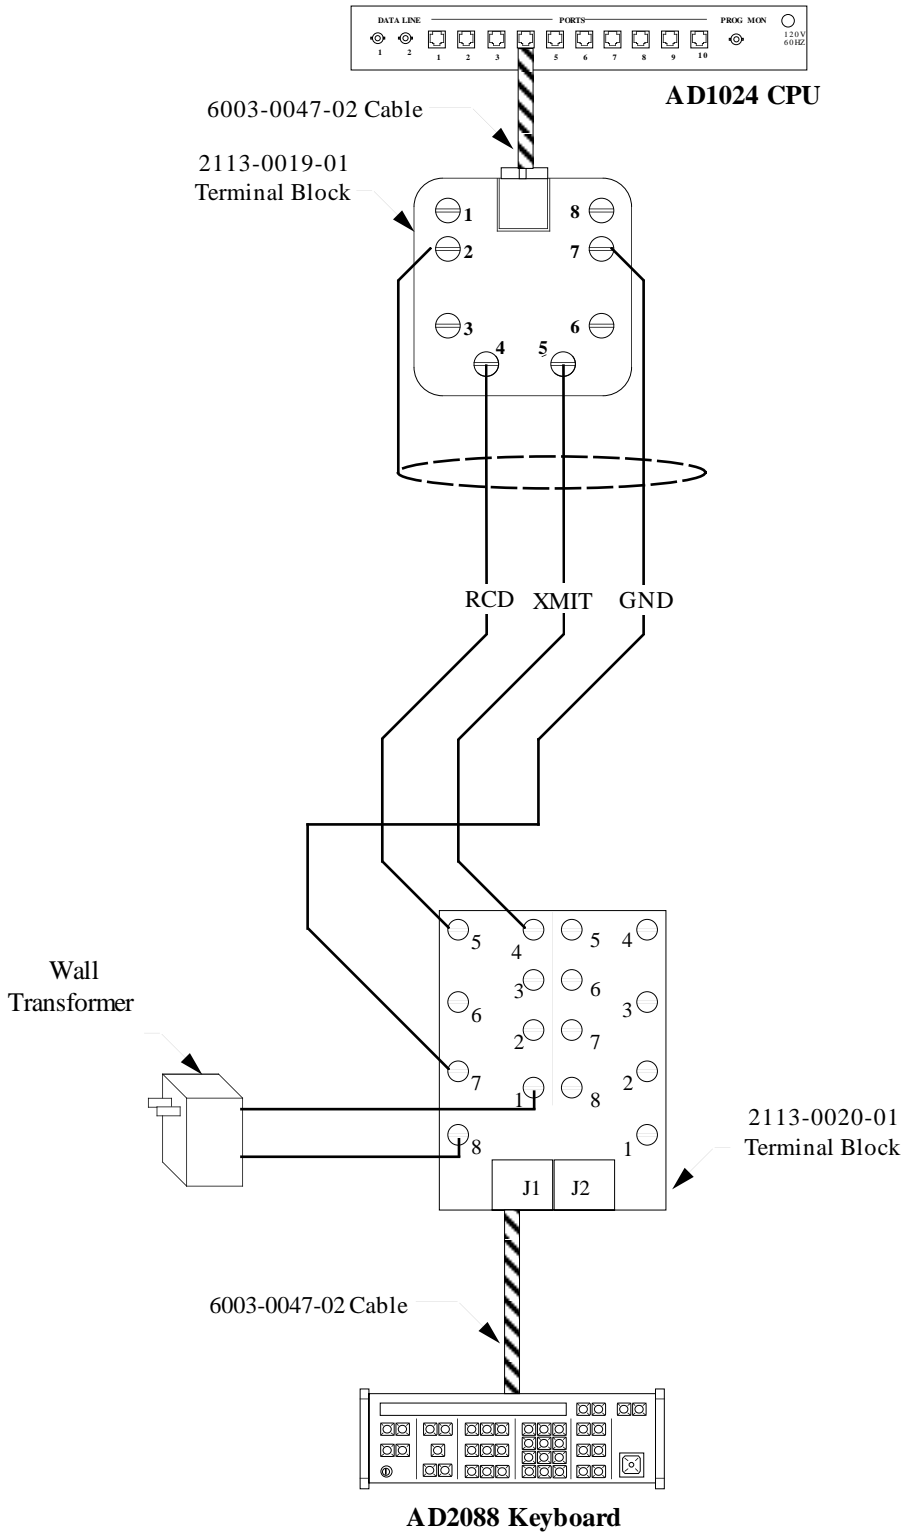 DATA LINE PORTS PROG MON
120V
60HZ
1 2 1 2 3 5 6 7 8 9 10
AD1024 CPU
6003-0047-02 Cable
2113-0019-01
Terminal Block
1 8
2 7
3 6
4 5
RCD XMIT GND
5 4 5 4
3 6
6 3
2 7
7 2
1 8
8 1
Wall
Transformer
2113-0020-01
Terminal Block
J1 J2
6003-0047-02 Cable
AD2088 Keyboard